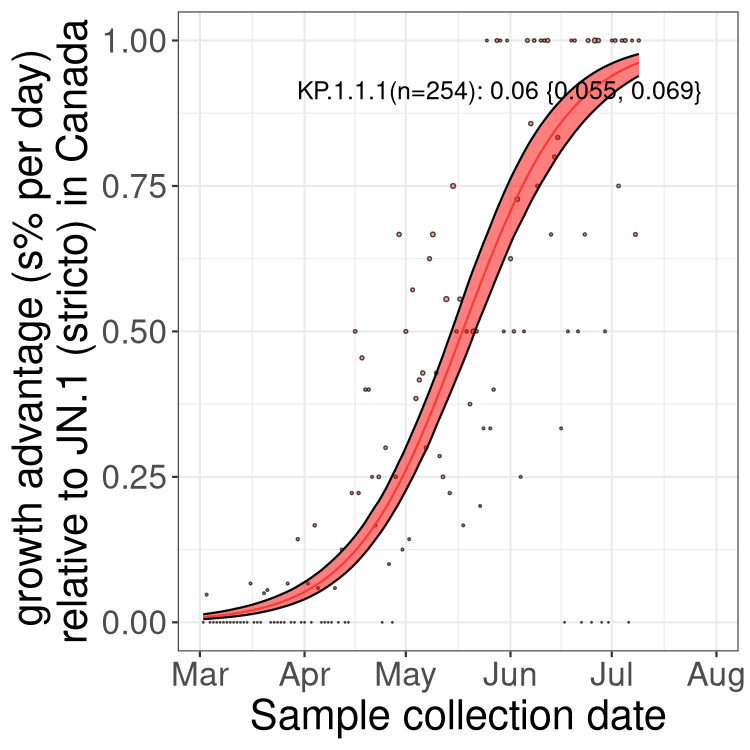 growth advantage (s% per day)
relative to JN.1 (stricto) in Canada
1.00
0.75
0.50
0.25
0.00
KP.1.1.1(n=254): 0.06 {0.055, 0.069}
Mar Apr May Jun Jul Aug
Sample collection date